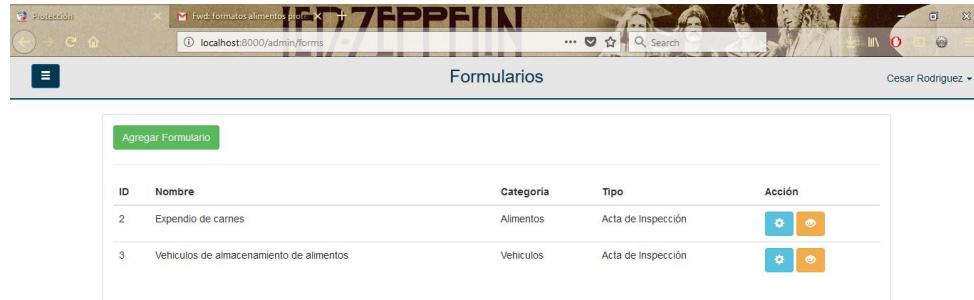 Protección
Fwd: formatos alimentos prote
LED ZEPPELIN
localhost:8000/admin/forms
Search
Formularios
Cesar Rodriguez
Agregar Formulario
ID Nombre Categoría Tipo Acción
2 Expendio de carnes Alimentos Acta de Inspección
3 Vehiculos de almacenamiento de alimentos Vehiculos Acta de Inspección